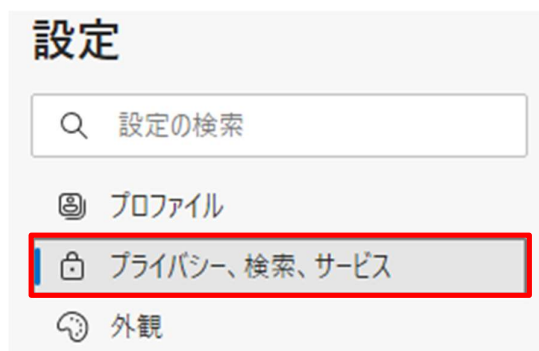 設定
設定の検索
プロファイル
プライバシー、検索、サービス
外観